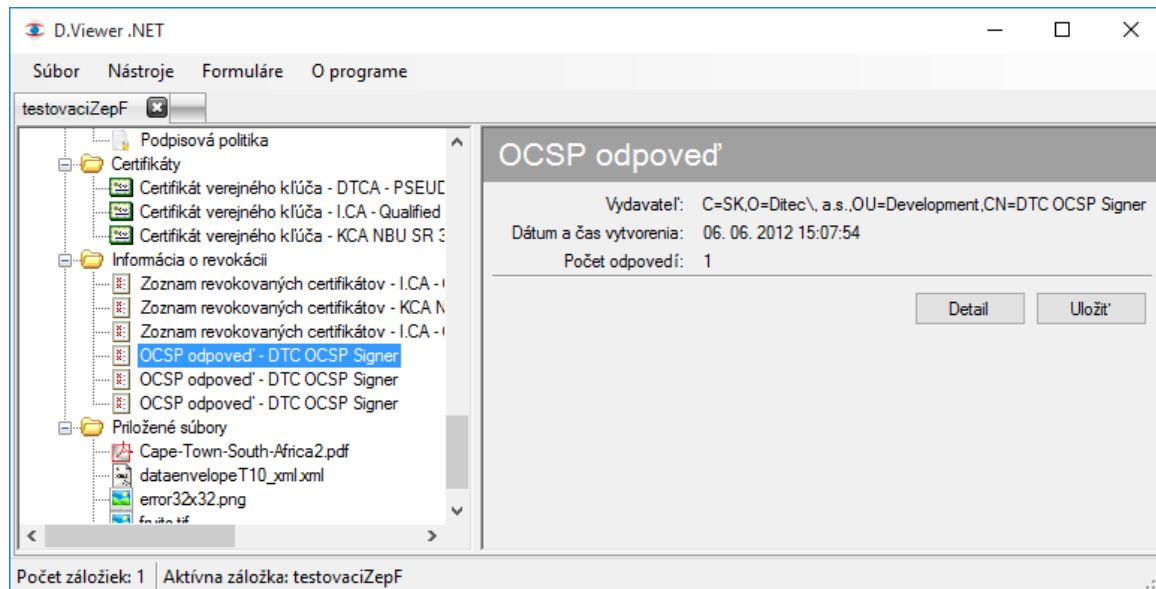 D.Viewer .NET
Súbor Nástroje Formuláre O programe
testovaciZepF
Podpisová politika
Certifikáty
Certifikát verejného kľúča - DTCA - PSEUD
Certifikát verejného kľúča - I.CA - Qualified
Certifikát verejného kľúča - KCA NBU SR 3
Informácia o revokácii
Zoznam revokovaných certifikátov - I.CA -
Zoznam revokovaných certifikátov - KCA N
Zoznam revokovaných certifikátov - I.CA -
OCSP odpoveď - DTC OCSP Signer
OCSP odpoveď - DTC OCSP Signer
OCSP odpoveď - DTC OCSP Signer
Priložené súbory
Cape-Town-South-Africa2.pdf
dataenvelopeT10_xml.xml
error32x32.png
OCSP odpoveď
Vydavateľ: C=SK,O=Ditec\, a.s.,OU=Development,CN=DTC OCSP Signer
Dátum a čas vytvorenia: 06. 06. 2012 15:07:54
Počet odpovedí: 1
Detail Uložiť
Počet záložiek: 1 Aktívna záložka: testovaciZepF